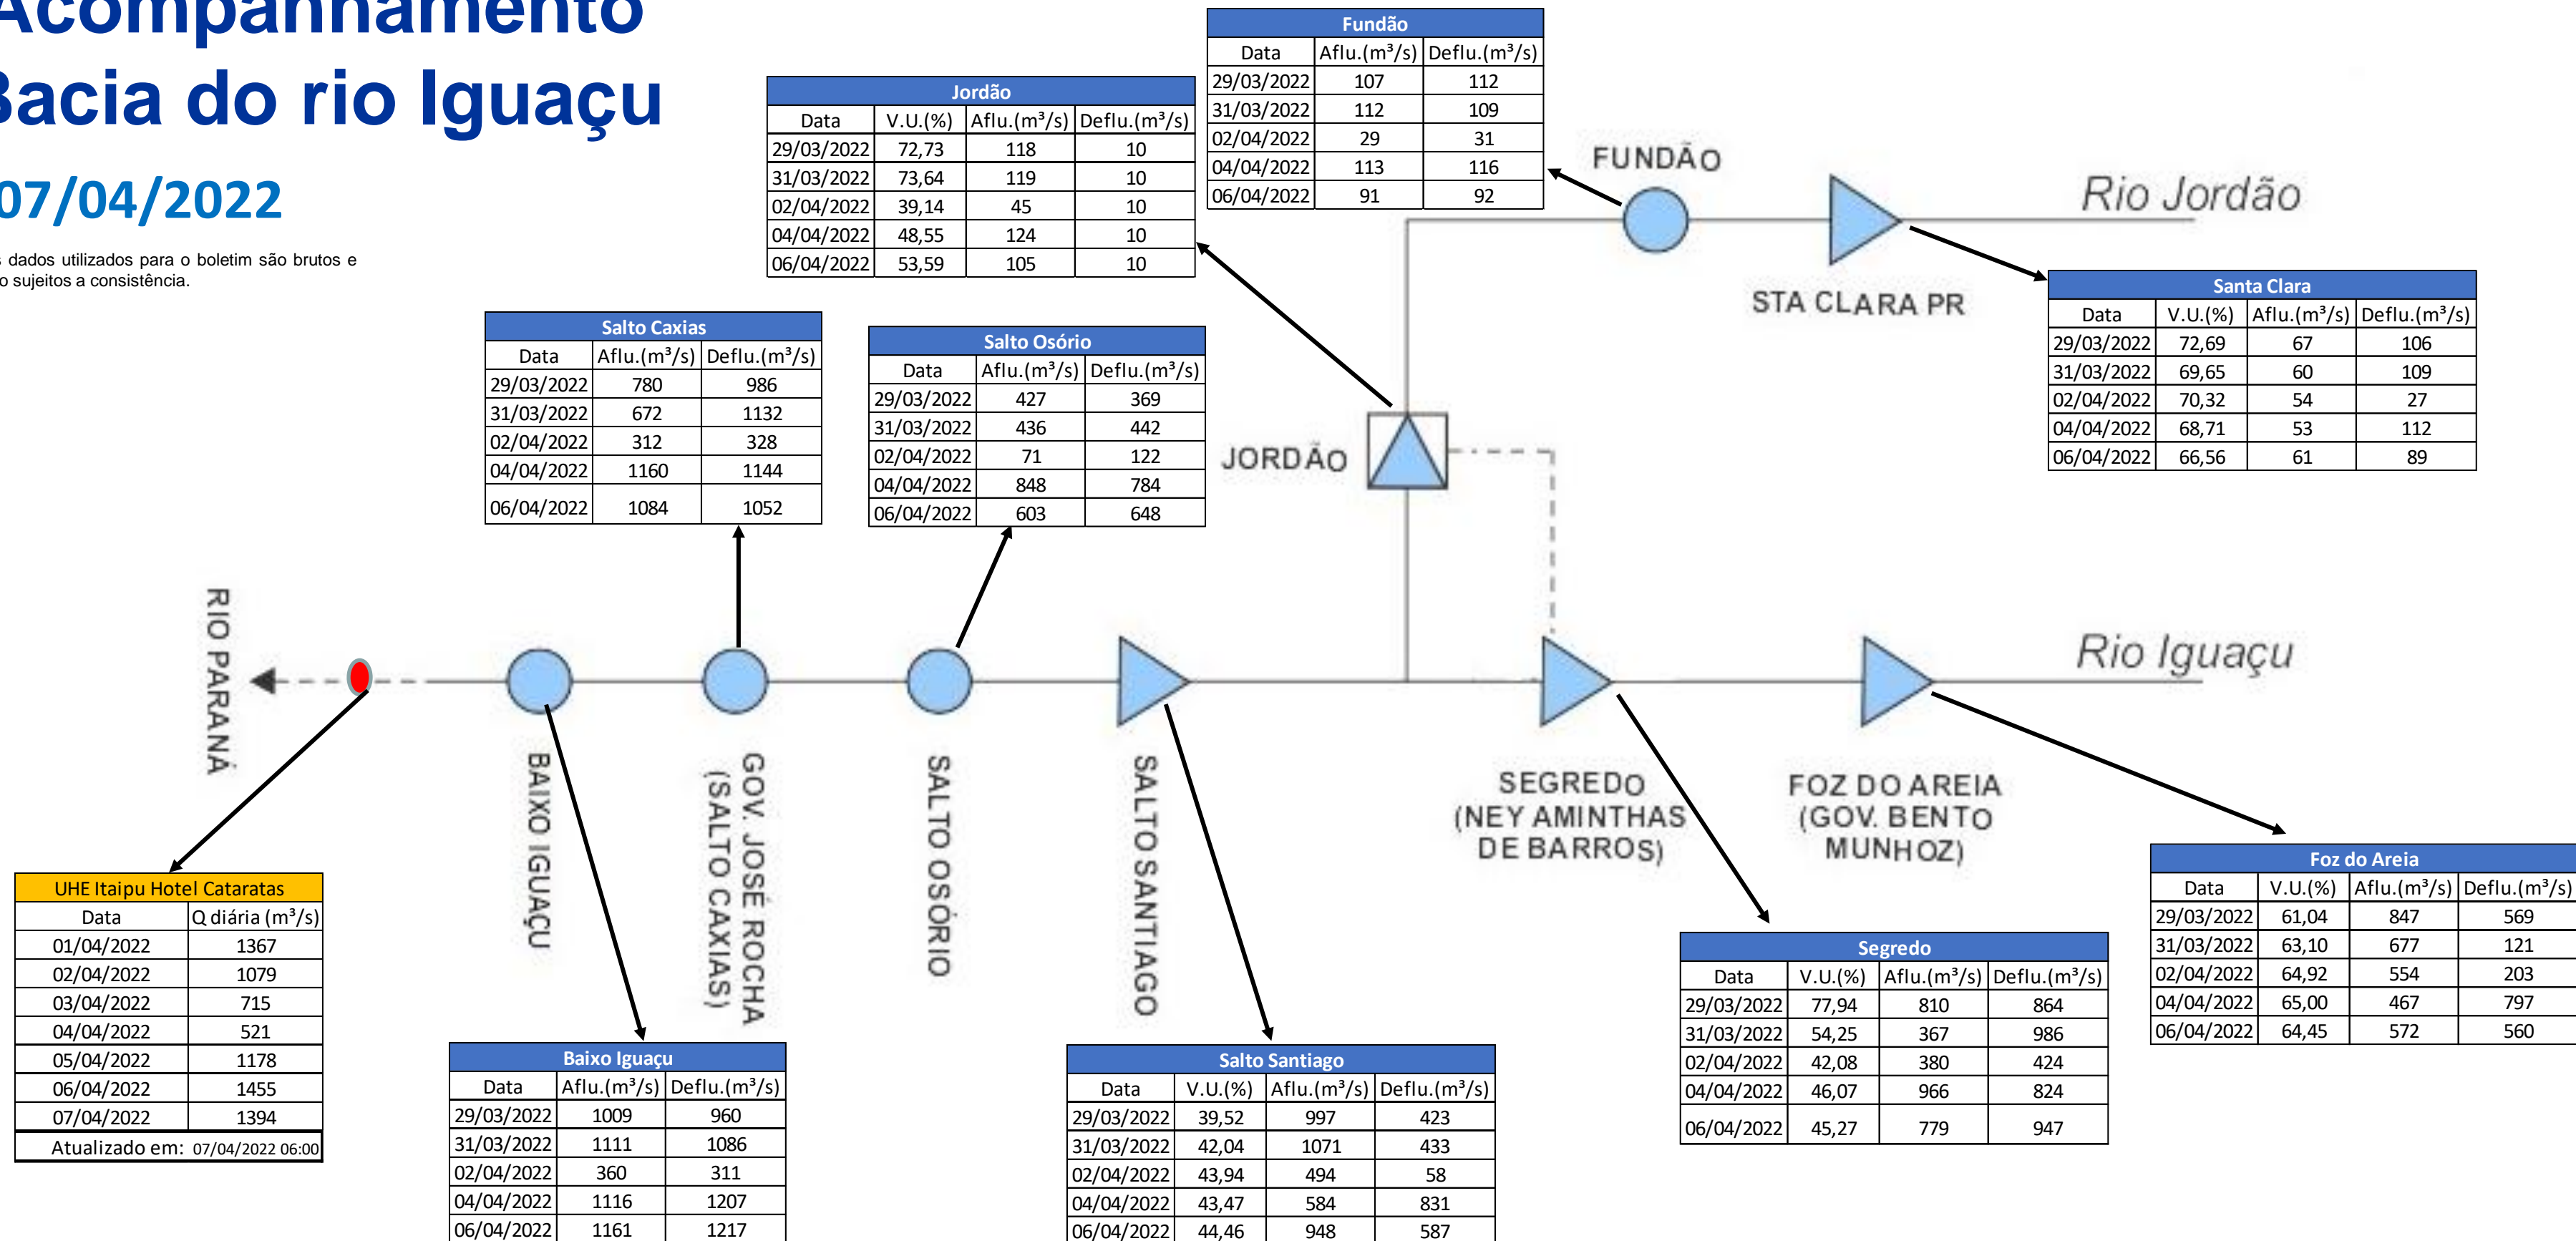 Acompanhamento
Bacia do rio Iguaçu
07/04/2022
dados utilizados para o boletim são brutos e
sujeitos a consistência.
Fundão
Data Aflu.(m³/s) Deflu.(m³/s)
29/03/2022 107 112
31/03/2022 112 109
02/04/2022 29 31
04/04/2022 113 116
06/04/2022 91 92
Jordão
Data V.U.(%) Aflu.(m³/s) Deflu.(m³/s)
29/03/2022 72,73 118 10
31/03/2022 73,64 119 10
02/04/2022 39,14 45 10
04/04/2022 48,55 124 10
06/04/2022 53,59 105 10
FUNDÃO
Rio Jordão
STA CLARA PR
Santa Clara
Data V.U.(%) Aflu.(m³/s) Deflu.(m³/s)
29/03/2022 72,69 67 106
31/03/2022 69,65 60 109
02/04/2022 70,32 54 27
04/04/2022 68,71 53 112
06/04/2022 66,56 61 89
Salto Caxias
Data Aflu.(m³/s) Deflu.(m³/s)
29/03/2022 780 986
31/03/2022 672 1132
02/04/2022 312 328
04/04/2022 1160 1144
06/04/2022 1084 1052
Salto Osório
Data Aflu.(m³/s) Deflu.(m³/s)
29/03/2022 427 369
31/03/2022 436 442
02/04/2022 71 122
04/04/2022 848 784
06/04/2022 603 648
JORDÃO
RIO PARANÁ
Rio Iguaçu
BAIXO IGUAÇU
GOV. JOSÉ ROCHA
(SALTO CAXIAS)
SALTO OSÓRIO
SALTO SANTIAGO
SEGREDO
(NEY AMINTHAS
DE BARROS)
FOZ DO AREIA
(GOV. BENTO
MUNHOZ)
UHE Itaipu Hotel Cataratas
Data Q diária (m³/s)
01/04/2022 1367
02/04/2022 1079
03/04/2022 715
04/04/2022 521
05/04/2022 1178
06/04/2022 1455
07/04/2022 1394
Atualizado em: 07/04/2022 06:00
Baixo Iguaçu
Data Aflu.(m³/s) Deflu.(m³/s)
29/03/2022 1009 960
31/03/2022 1111 1086
02/04/2022 360 311
04/04/2022 1116 1207
06/04/2022 1161 1217
Salto Santiago
Data V.U.(%) Aflu.(m³/s) Deflu.(m³/s)
29/03/2022 39,52 997 423
31/03/2022 42,04 1071 433
02/04/2022 43,94 494 58
04/04/2022 43,47 584 831
06/04/2022 44,46 948 587
Segredo
Data V.U.(%) Aflu.(m³/s) Deflu.(m³/s)
29/03/2022 77,94 810 864
31/03/2022 54,25 367 986
02/04/2022 42,08 380 424
04/04/2022 46,07 966 824
06/04/2022 45,27 779 947
Foz do Areia
Data V.U.(%) Aflu.(m³/s) Deflu.(m³/s)
29/03/2022 61,04 847 569
31/03/2022 63,10 677 121
02/04/2022 64,92 554 203
04/04/2022 65,00 467 797
06/04/2022 64,45 572 560